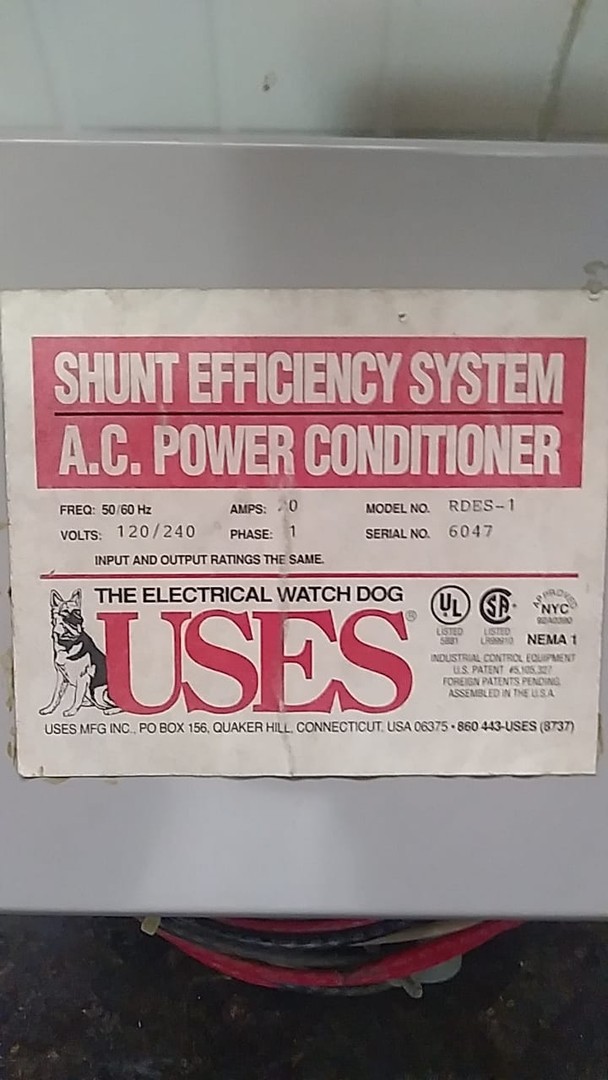 SHUNT EFFICIENCY SYSTEM
A.C. POWER CONDITIONER
FREQ: 50/60 Hz AMPS: MODEL NO. RDES-1
VOLTS: 120/240 PHASE: 1 SERIAL NO. 6047
INPUT AND OUTPUT RATINGS THE SAME.
THE ELECTRICAL WATCH DOG
USES®
UL LISTED
SA LISTED
APPROVED NYC
NEMA 1
INDUSTRIAL CONTROL EQUIPMENT
U.S. PATENT #5,105,327
FOREIGN PATENTS PENDING
ASSEMBLED IN THE U.S.A.
USES MFG INC., PO BOX 156, QUAKER HILL, CONNECTICUT, USA 06375 • 860 443-USES (8737)